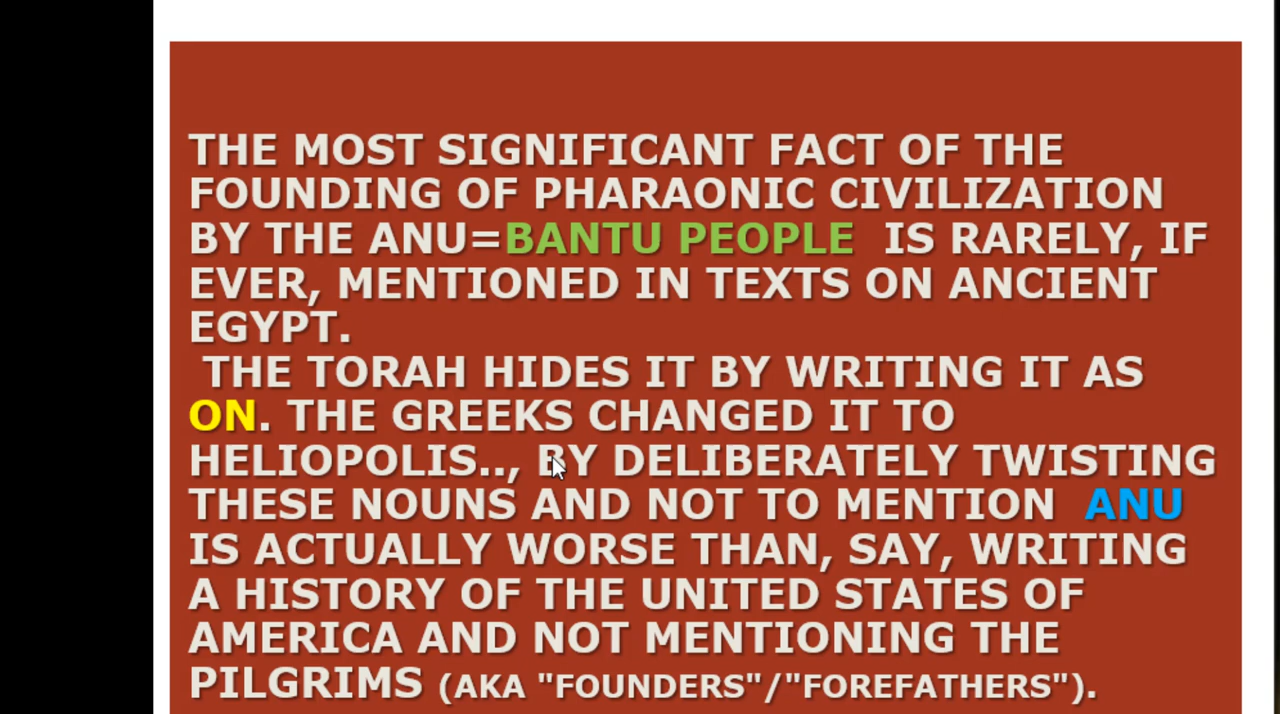 THE MOST SIGNIFICANT FACT OF THE
FOUNDING OF PHARAONIC CIVILIZATION
BY THE ANU=BANTU PEOPLE IS RARELY, IF
EVER, MENTIONED IN TEXTS ON ANCIENT
EGYPT.
THE TORAH HIDES IT BY WRITING IT AS
ON. THE GREEKS CHANGED IT TO
HELIOPOLIS.., BY DELIBERATELY TWISTING
THESE NOUNS AND NOT TO MENTION ANU
IS ACTUALLY WORSE THAN, SAY, WRITING
A HISTORY OF THE UNITED STATES OF
AMERICA AND NOT MENTIONING THE
PILGRIMS (AKA "FOUNDERS"/"FOREFATHERS").